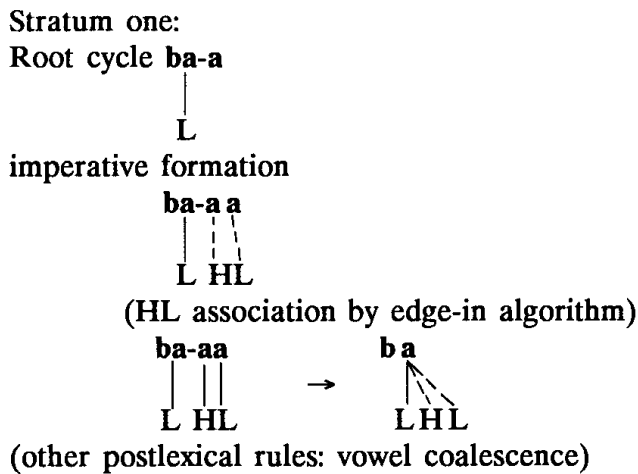 Stratum one:
Root cycle ba-a
L
imperative formation
ba-a a
L HL
(HL association by edge-in algorithm)
ba-aa → b a
L HL L H L
(other postlexical rules: vowel coalescence)